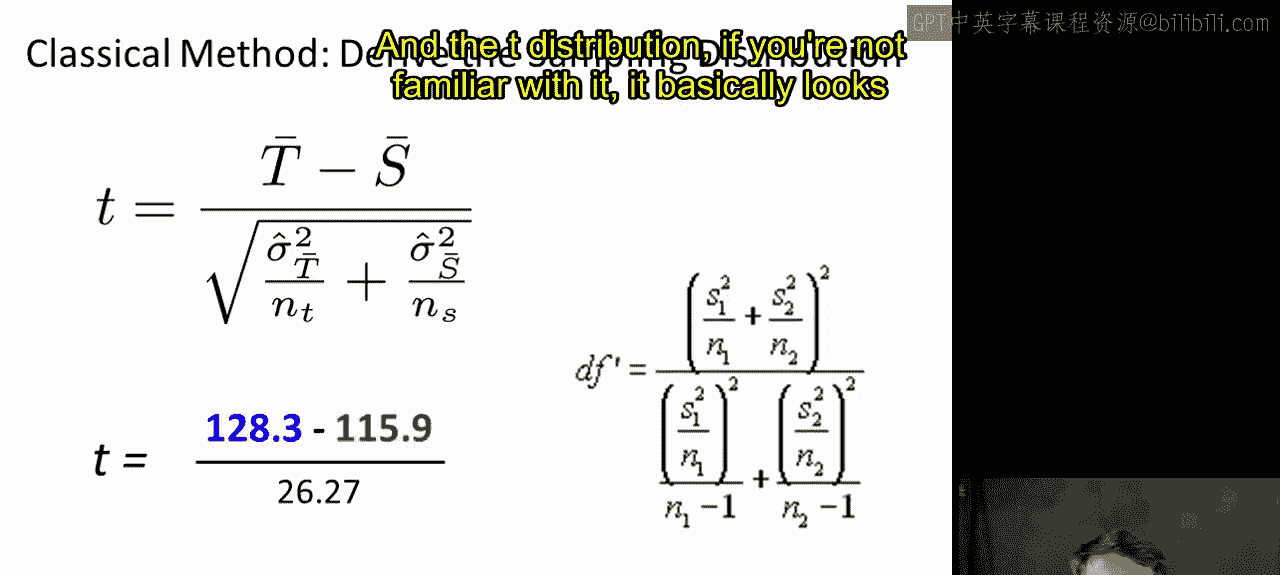 GPT中英字幕课程资源@bilibili.com
Classical Method: Derive the Sampling Distribution
And the t distribution, if you're not
familiar with it, it basically looks
t = (T̄ − S̄) / √(σ̂²_T̄ / n_t + σ̂²_S̄ / n_s)
df' = (s₁²/n₁ + s₂²/n₂)² / ((s₁²/n₁)² / (n₁ −1) + (s₂²/n₂)² / (n₂ −1))
t = (128.3 - 115.9) / 26.27